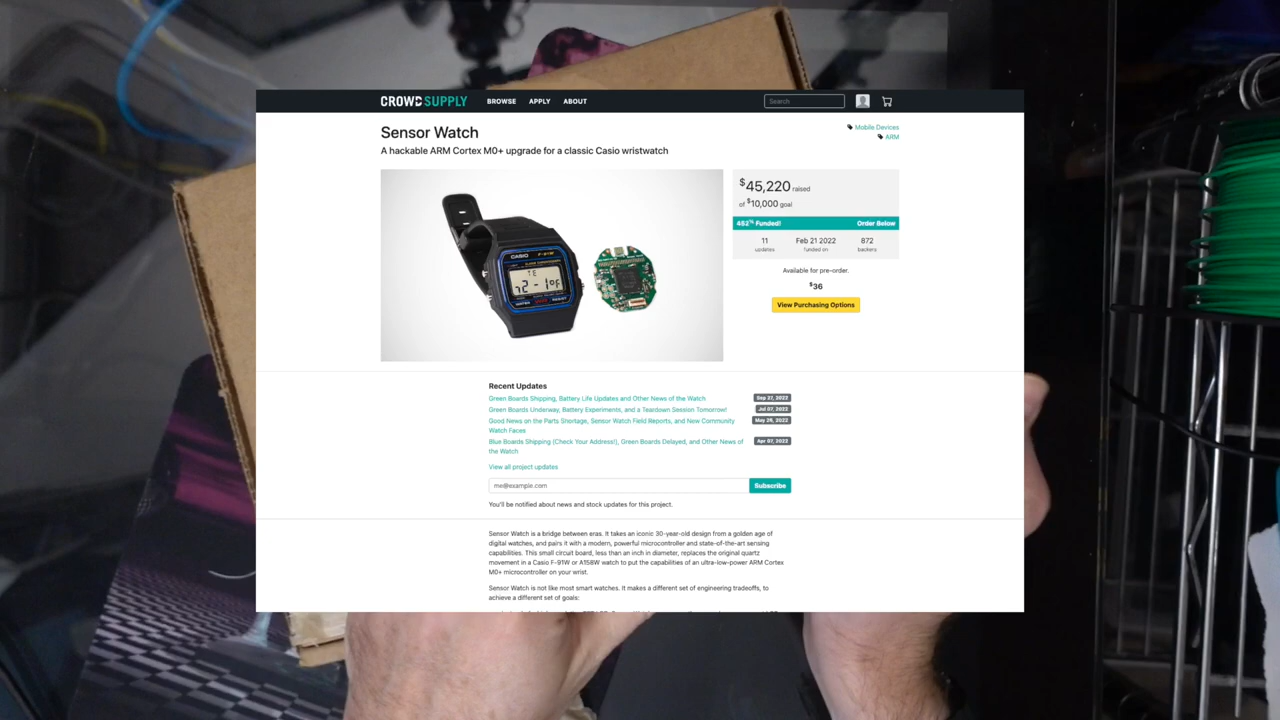 CROWD SUPPLY BROWSE APPLY ABOUT Search
Sensor Watch
A hackable ARM Cortex M0+ upgrade for a classic Casio wristwatch
Mobile Devices
ARM
CASIO F-91W
TE
72-10F
$45,220 raised
of $10,000 goal
452% Funded! Order Below
11 Feb 21 2022 872
updates funded on backers
Available for pre-order.
$36
View Purchasing Options
Recent Updates
Green Boards Shipping, Battery Life Updates and Other News of the Watch Sep 27, 2022
Green Boards Underway, Battery Experiments, and a Teardown Session Tomorrow! Jul 07, 2022
Good News on the Parts Shortage, Sensor Watch Field Reports, and New Community May 26, 2022
Watch Faces
Blue Boards Shipping (Check Your Address!), Green Boards Delayed, and Other News of Apr 07, 2022
the Watch
View all project updates
me@example.com Subscribe
You'll be notified about news and stock updates for this project.
Sensor Watch is a bridge between eras. It takes an iconic 30-year-old design from a golden age of
digital watches, and pairs it with a modern, powerful microcontroller and state-of-the-art sensing
capabilities. This small circuit board, less than an inch in diameter, replaces the original quartz
movement in a Casio F-91W or A158W watch to put the capabilities of an ultra-low-power ARM Cortex
M0+ microcontroller on your wrist.
Sensor Watch is not like most smart watches. It makes a different set of engineering tradeoffs, to
achieve a different set of goals: